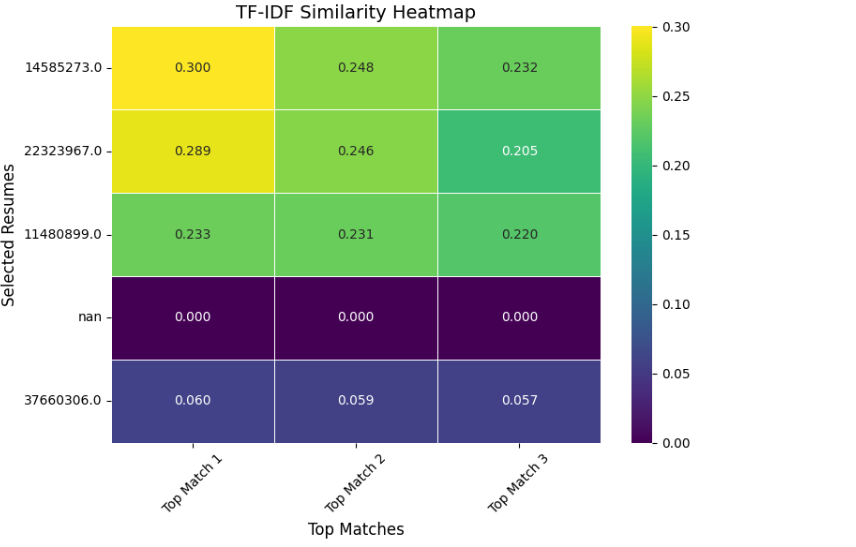 TF-IDF Similarity Heatmap
14585273.0 0.300 0.248 0.232
22323967.0 0.289 0.246 0.205
11480899.0 0.233 0.231 0.220
nan 0.000 0.000 0.000
37660306.0 0.060 0.059 0.057
Selected Resumes
Top Match 1 Top Match 2 Top Match 3
Top Matches
0.30
0.25
0.20
0.15
0.10
0.05
0.00